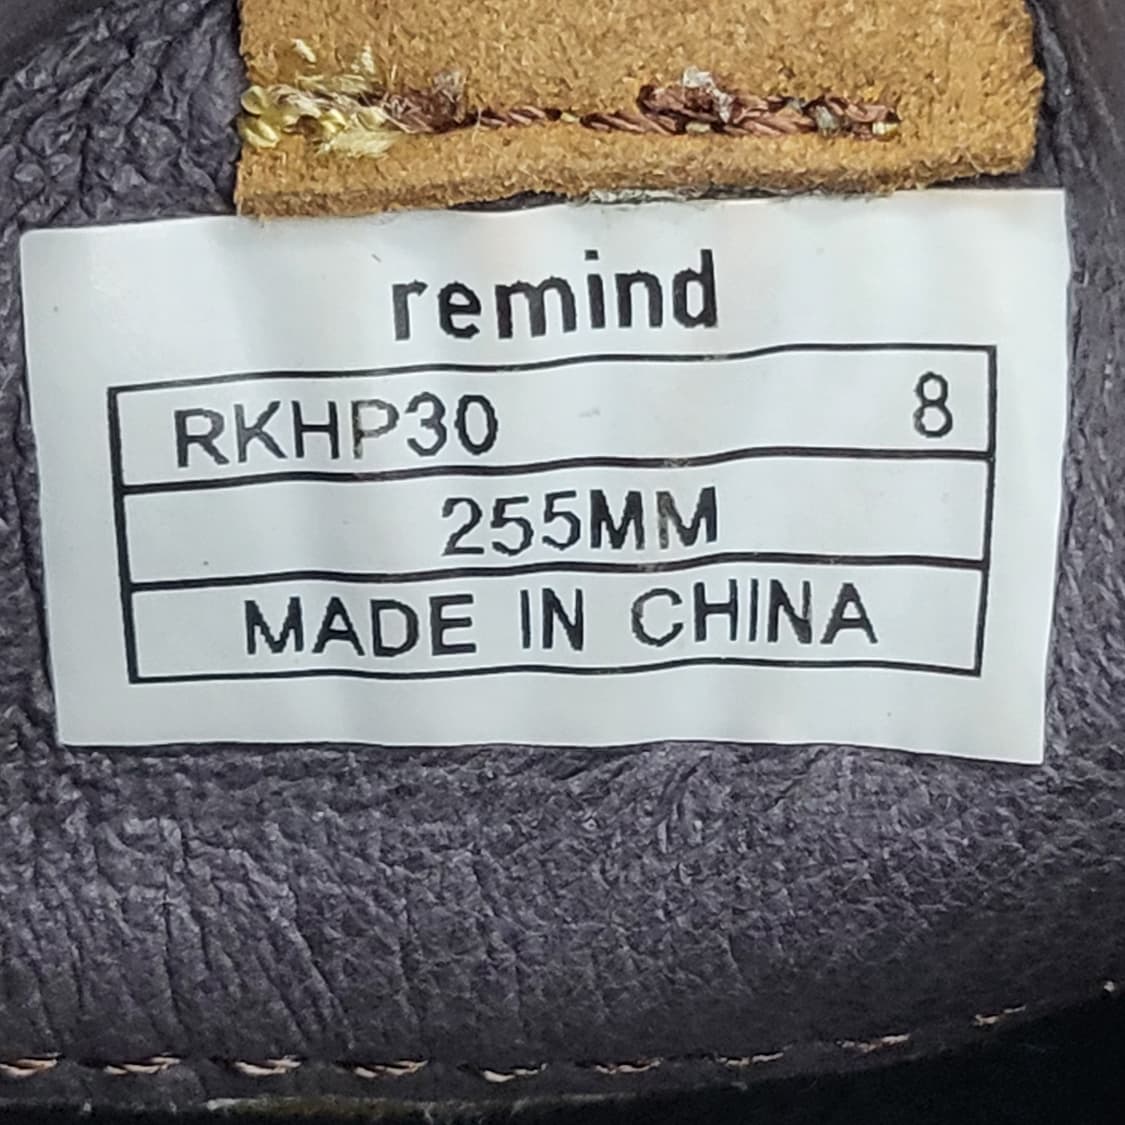 remind
RKHP30 8
255MM
MADE IN CHINA